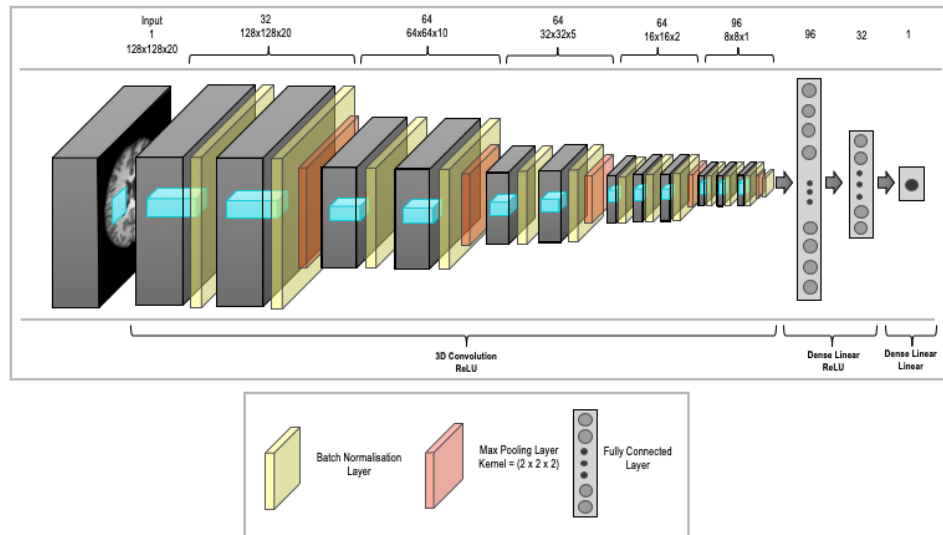 Input
1
128x128x20
32
128x128x20
64
64x64x10
64
32x32x5
64
16x16x2
96
8x8x1
96
32
1
3D Convolution
ReLU
Dense Linear
ReLU
Dense Linear
Linear
Batch Normalisation
Layer
Max Pooling Layer
Kernel = (2 x 2 x 2)
Fully Connected
Layer